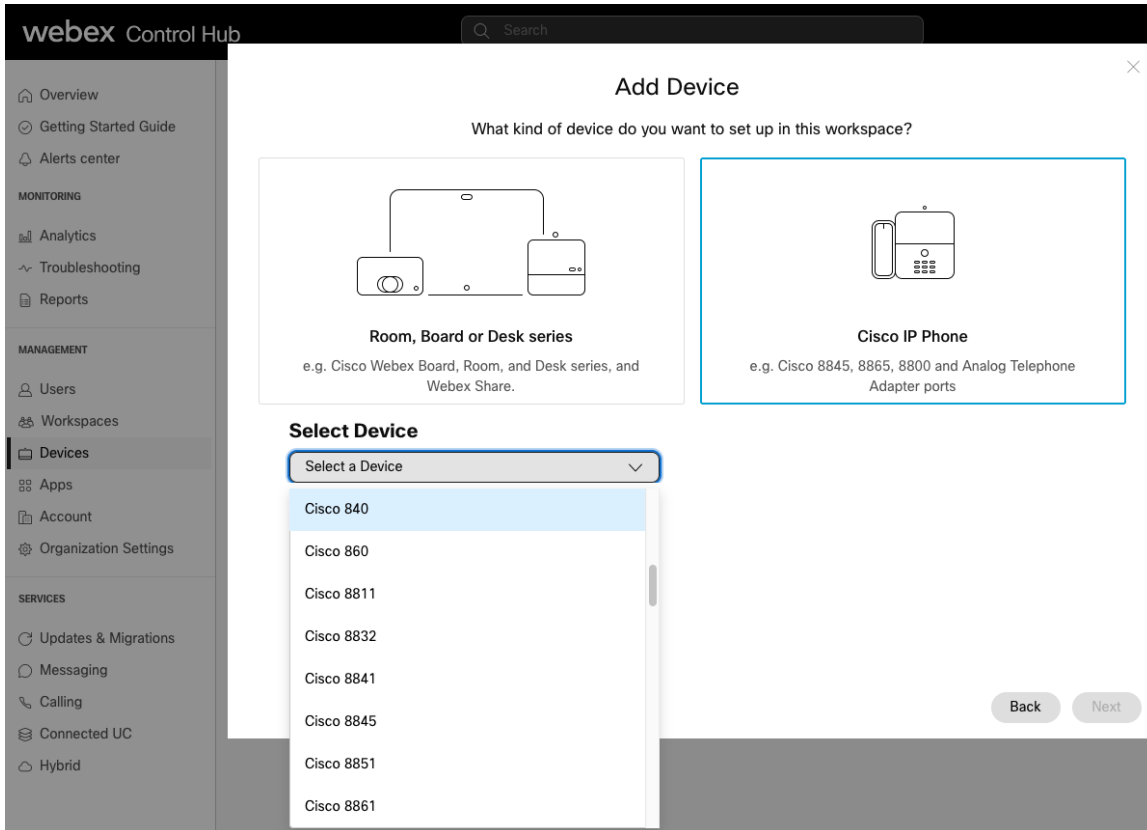 webex Control Hub
Search
Overview
Getting Started Guide
Alerts center
MONITORING
Analytics
Troubleshooting
Reports
MANAGEMENT
Users
Workspaces
Devices
Apps
Account
Organization Settings
SERVICES
Updates & Migrations
Messaging
Calling
Connected UC
Hybrid
Add Device
What kind of device do you want to set up in this workspace?
Room, Board or Desk series
e.g. Cisco Webex Board, Room, and Desk series, and
Webex Share.
Cisco IP Phone
e.g. Cisco 8845, 8865, 8800 and Analog Telephone
Adapter ports
Select Device
Select a Device
Cisco 840
Cisco 860
Cisco 8811
Cisco 8832
Cisco 8841
Cisco 8845
Cisco 8851
Cisco 8861
Back
Next